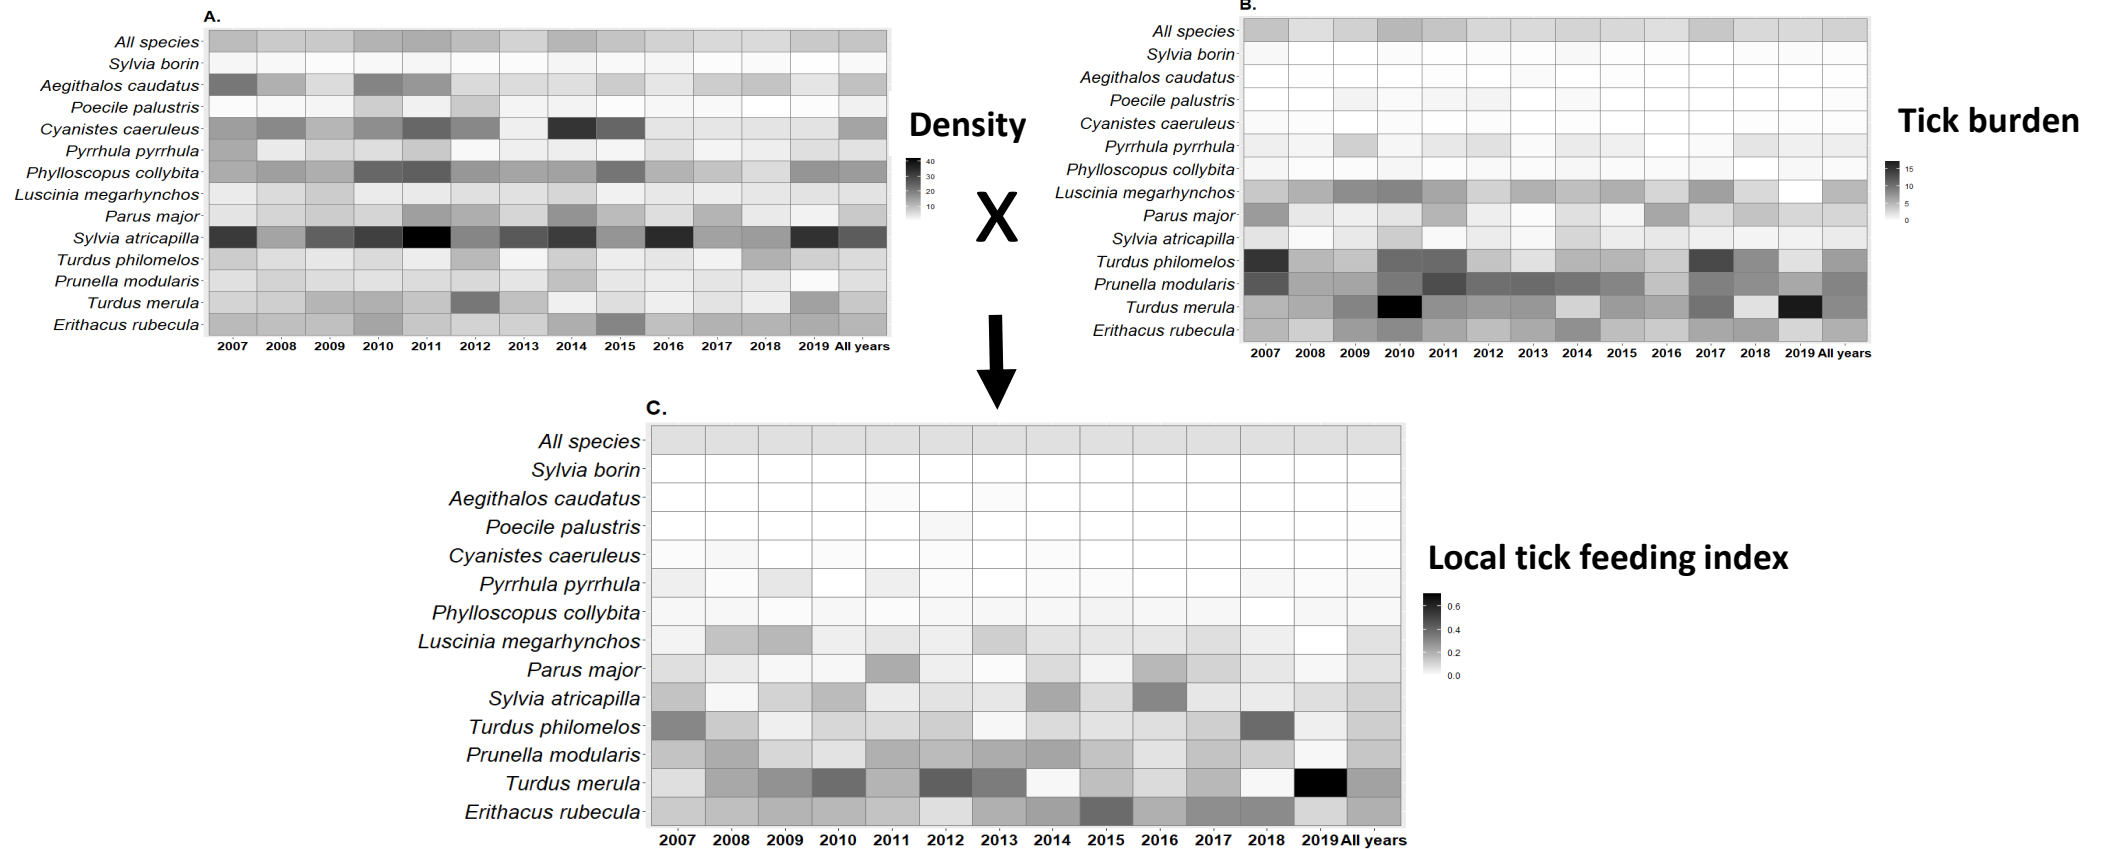 A.
All species
Sylvia borin
Aegithalos caudatus
Poecile palustris
Cyanistes caeruleus
Pyrrhula pyrrhula
Phylloscopus collybita
Luscinia megarhynchos
Parus major
Sylvia atricapilla
Turdus philomelos
Prunella modularis
Turdus merula
Erithacus rubecula
2007 2008 2009 2010 2011 2012 2013 2014 2015 2016 2017 2018 2019 All years
Density
40
30
20
10
X
B.
All species
Sylvia borin
Aegithalos caudatus
Poecile palustris
Cyanistes caeruleus
Pyrrhula pyrrhula
Phylloscopus collybita
Luscinia megarhynchos
Parus major
Sylvia atricapilla
Turdus philomelos
Prunella modularis
Turdus merula
Erithacus rubecula
2007 2008 2009 2010 2011 2012 2013 2014 2015 2016 2017 2018 2019 All years
Tick burden
15
10
5
0
C.
All species
Sylvia borin
Aegithalos caudatus
Poecile palustris
Cyanistes caeruleus
Pyrrhula pyrrhula
Phylloscopus collybita
Luscinia megarhynchos
Parus major
Sylvia atricapilla
Turdus philomelos
Prunella modularis
Turdus merula
Erithacus rubecula
2007 2008 2009 2010 2011 2012 2013 2014 2015 2016 2017 2018 2019 All years
Local tick feeding index
0.6
0.4
0.2
0.0